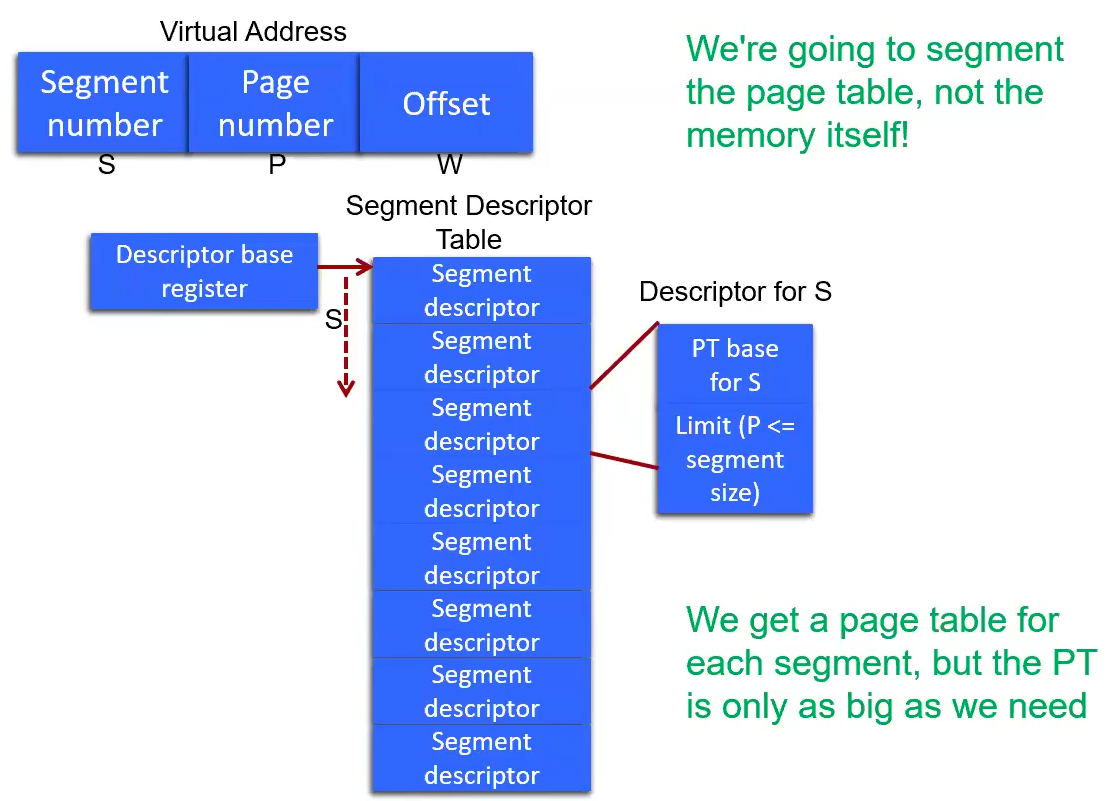 Virtual Address
Segment
number
Page
number
Offset
S
P
W
We're going to segment
the page table, not the
memory itself!
Segment Descriptor
Table
Descriptor base
register
S
Segment
descriptor
Segment
descriptor
Segment
descriptor
Segment
descriptor
Segment
descriptor
Segment
descriptor
Segment
descriptor
Segment
descriptor
Descriptor for S
PT base
for S
Limit (P <=
segment
size)
We get a page table for
each segment, but the PT
is only as big as we need